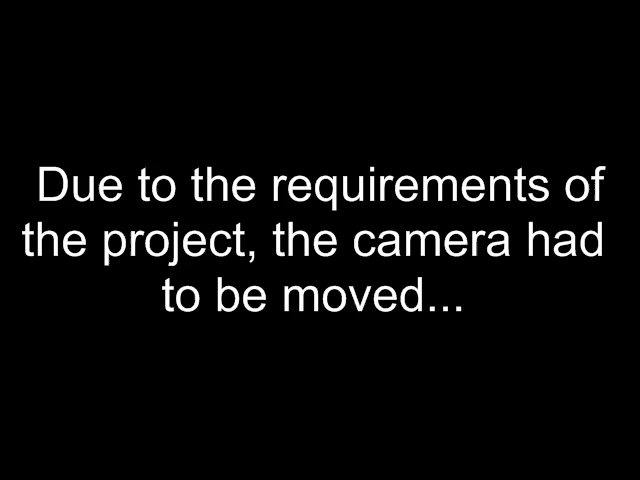 Due to the requirements of
the project, the camera had
to be moved...